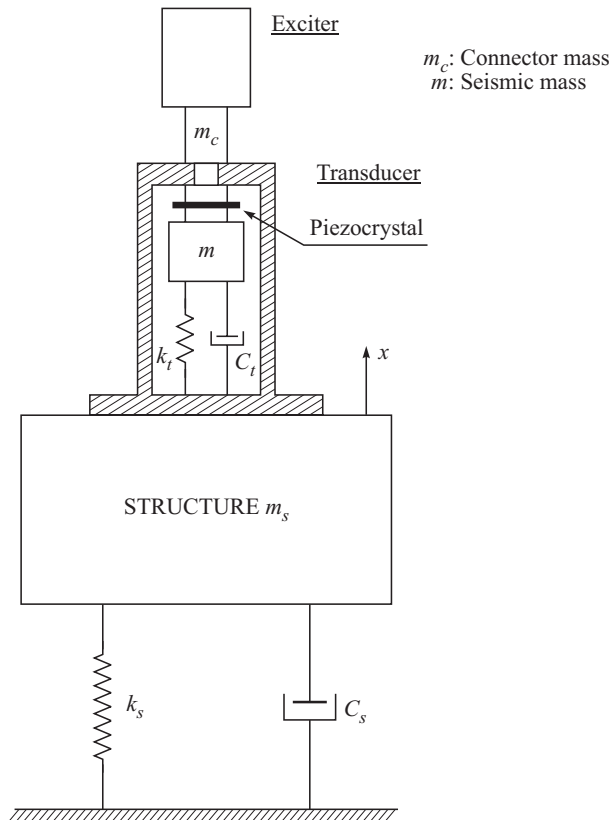 Exciter
m_c: Connector mass
m: Seismic mass
m_c
Transducer
Piezocrystal
m
k_t
C_t
x
STRUCTURE m_s
k_s
C_s